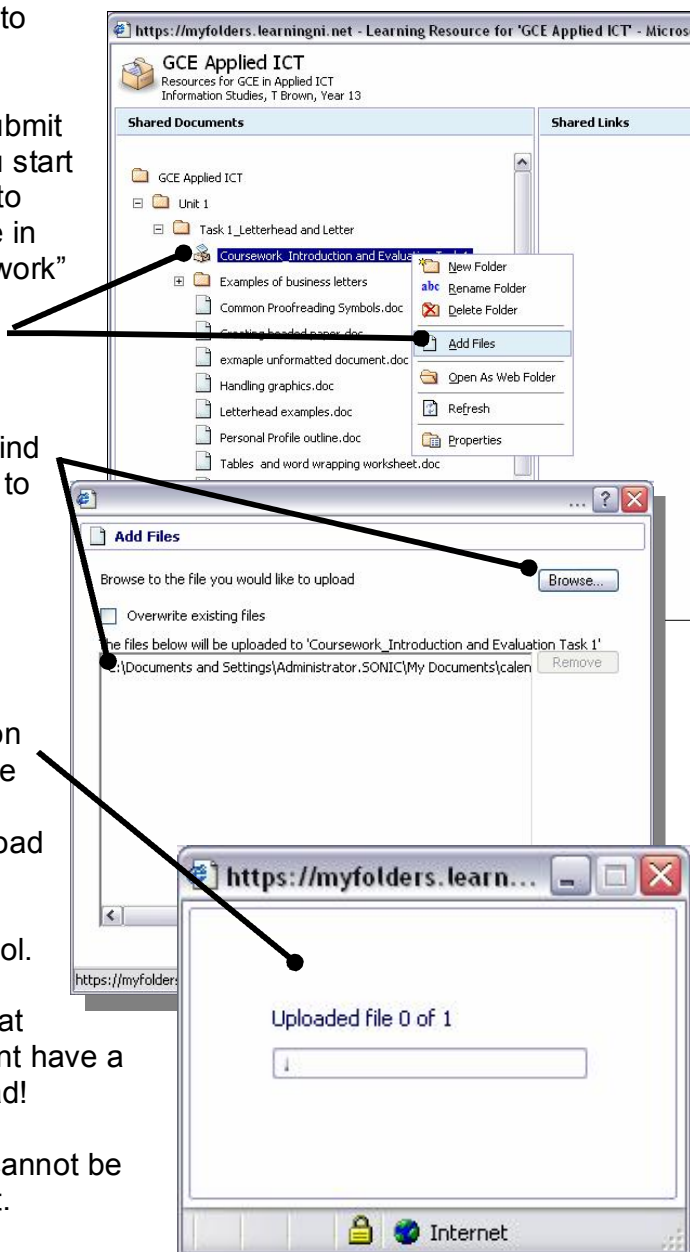 to
ubmit
start
to
e in
work"
ind
to
on
e
oad
ol.
at
nt have a
ad!
annot be
t.
https://myfolders.learningni.net - Learning Resource for 'GCE Applied ICT' - Micros
GCE Applied ICT
Resources for GCE in Applied ICT
Information Studies, T Brown, Year 13
Shared Documents
Shared Links
GCE Applied ICT
Unit 1
Task 1_Letterhead and Letter
Coursework_Introduction and Evaluation Task 1
Examples of business letters
Common Proofreading Symbols.doc
Creating headed paper.doc
exmaple unformatted document.doc
Handling graphics.doc
Letterhead examples.doc
Personal Profile outline.doc
Tables and word wrapping worksheet.doc
New Folder
abc Rename Folder
Delete Folder
Add Files
Open As Web Folder
Refresh
Properties
...
Add Files
Browse to the file you would like to upload
Browse...
Overwrite existing files
The files below will be uploaded to 'Coursework_Introduction and Evaluation Task 1'
C:\Documents and Settings\Administrator.SONIC\My Documents\calen
Remove
https://myfolders
https://myfolders.learn...
Uploaded file 0 of 1
Internet